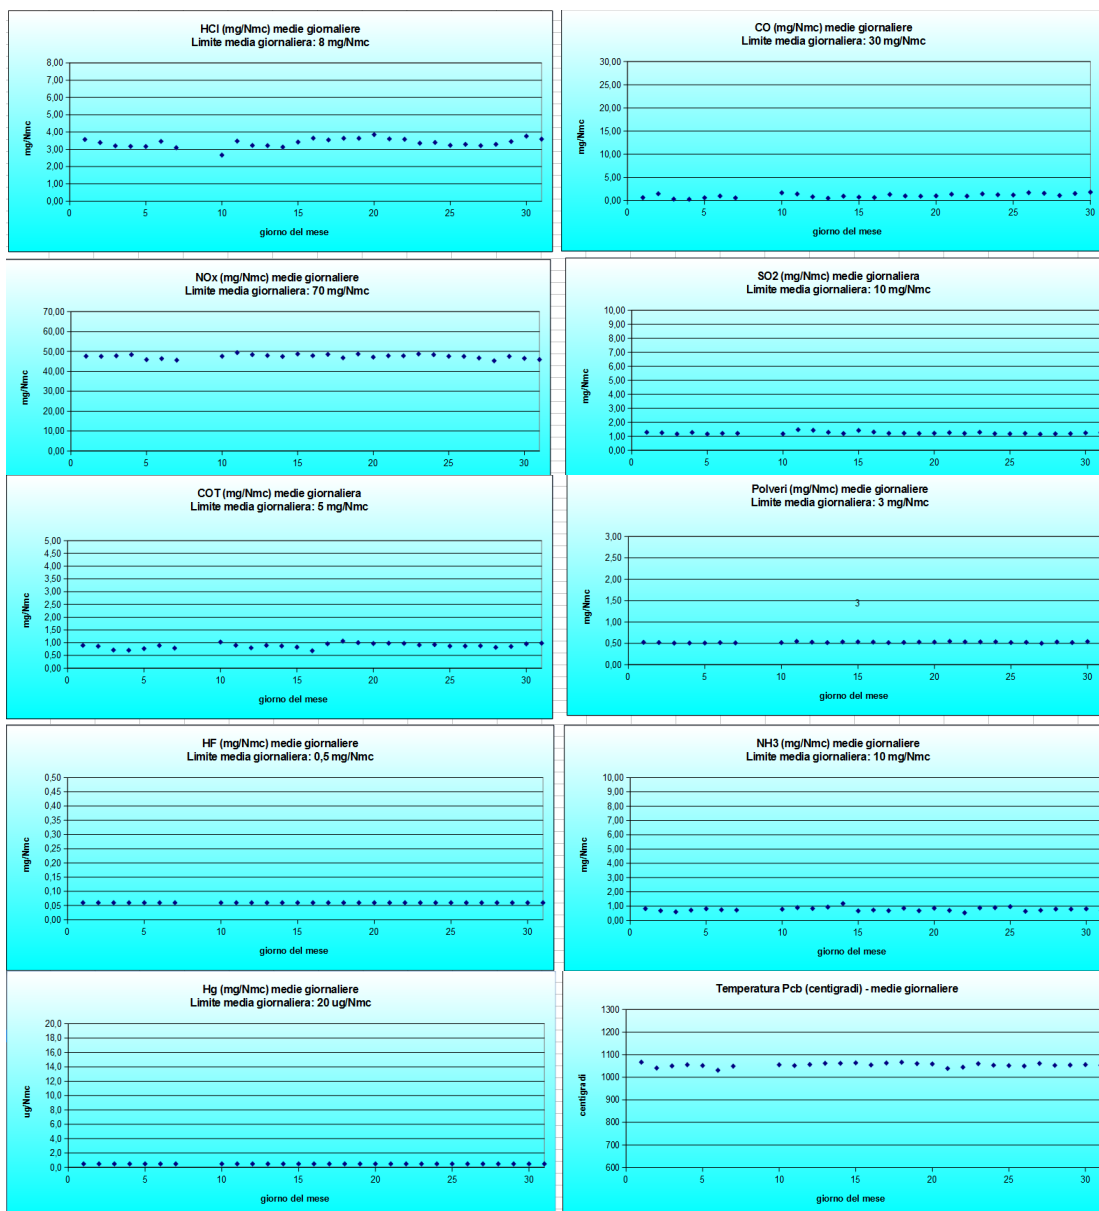 HCl (mg/Nmc) medie giornaliere
Limite media giornaliera: 8 mg/Nmc
8,00
7,00
6,00
5,00
4,00
3,00
2,00
1,00
0,00
mg/Nmc
0 5 10 15 20 25 30
giorno del mese
CO (mg/Nmc) medie giornaliere
Limite media giornaliera: 30 mg/Nmc
30,00
25,00
20,00
15,00
10,00
5,00
0,00
mg/Nmc
0 5 10 15 20 25 30
giorno del mese
NOx (mg/Nmc) medie giornaliere
Limite media giornaliera: 70 mg/Nmc
70,00
60,00
50,00
40,00
30,00
20,00
10,00
0,00
mg/Nmc
0 5 10 15 20 25 30
SO2 (mg/Nmc) medie giornaliera
Limite media giornaliera: 10 mg/Nmc
10,00
9,00
8,00
7,00
6,00
5,00
4,00
3,00
2,00
1,00
0,00
mg/Nmc
0 5 10 15 20 25 30
COT (mg/Nmc) medie giornaliera
Limite media giornaliera: 5 mg/Nmc
5,00
4,50
4,00
3,50
3,00
2,50
2,00
1,50
1,00
0,50
0,00
mg/Nmc
0 5 10 15 20 25 30
giorno del mese
Polveri (mg/Nmc) medie giornaliere
Limite media giornaliera: 3 mg/Nmc
3,00
2,50
2,00
1,50
1,00
0,50
0,00
3
mg/Nmc
0 5 10 15 20 25 30
giorno del mese
HF (mg/Nmc) medie giornaliere
Limite media giornaliera: 0,5 mg/Nmc
0,50
0,45
0,40
0,35
0,30
0,25
0,20
0,15
0,10
0,05
0,00
mg/Nmc
0 5 10 15 20 25 30
giorno del mese
NH3 (mg/Nmc) medie giornaliere
Limite media giornaliera: 10 mg/Nmc
10,00
9,00
8,00
7,00
6,00
5,00
4,00
3,00
2,00
1,00
0,00
mg/Nmc
0 5 10 15 20 25 30
giorno del mese
Hg (mg/Nmc) medie giornaliere
Limite media giornaliera: 20 ug/Nmc
20,0
18,0
16,0
14,0
12,0
10,0
8,0
6,0
4,0
2,0
0,0
ug/Nmc
0 5 10 15 20 25 30
giorno del mese
Temperatura Pcb (centigradi) - medie giornaliere
1300
1200
1100
1000
900
800
700
600
centigradi
0 5 10 15 20 25 30
giorno del mese